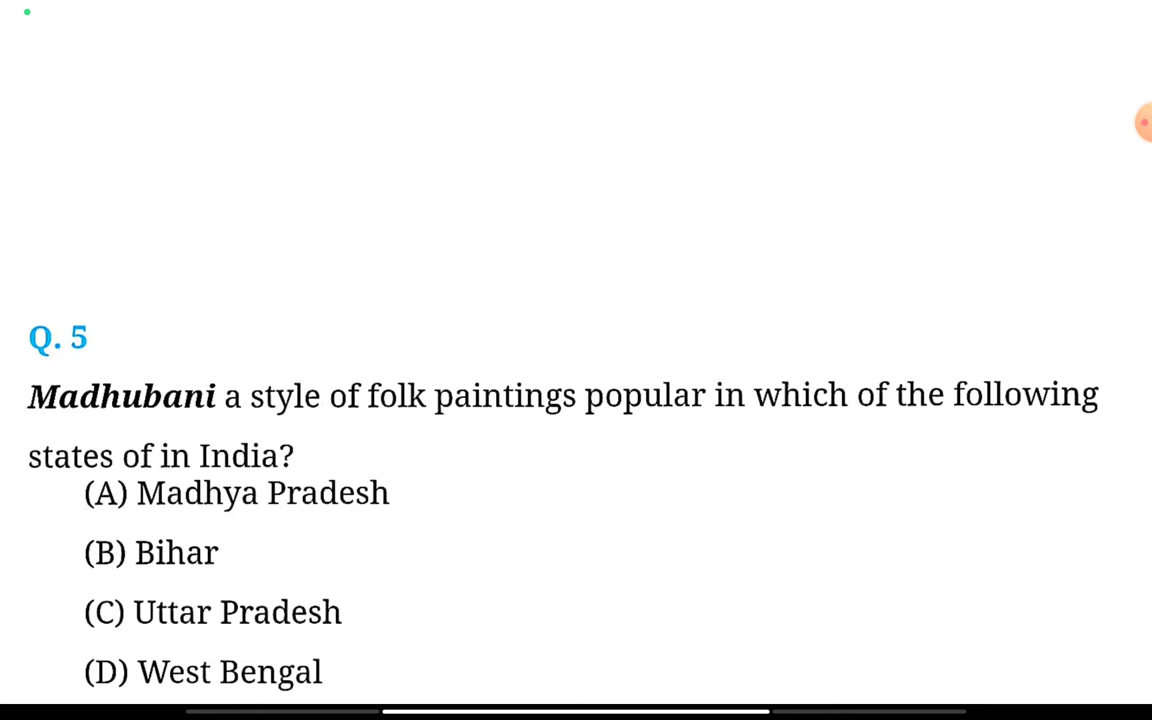 Q. 5
Madhubani a style of folk paintings popular in which of the following
states of in India?
(A) Madhya Pradesh
(B) Bihar
(C) Uttar Pradesh
(D) West Bengal